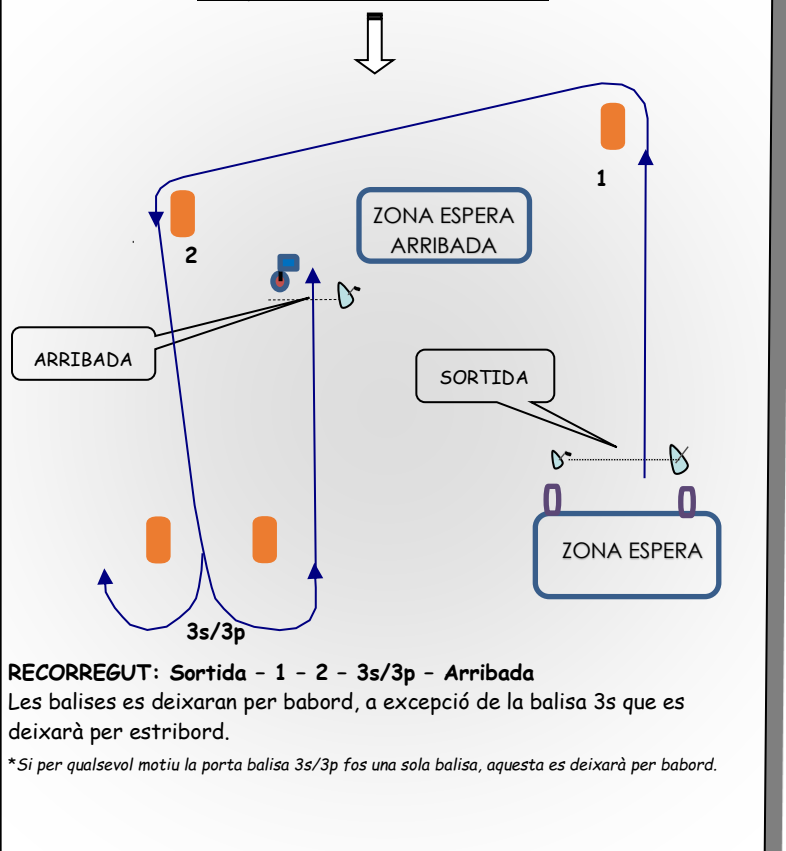 1
ZONA ESPERA
ARRIBADA
2
ARRIBADA
SORTIDA
ZONA ESPERA
3s/3p
RECORREGUT: Sortida – 1 – 2 – 3s/3p – Arribada
Les balises es deixaran per babord, a excepció de la balisa 3s que es
deixarà per estribord.
*Si per qualsevol motiu la porta balisa 3s/3p fos una sola balisa, aquesta es deixarà per babord.